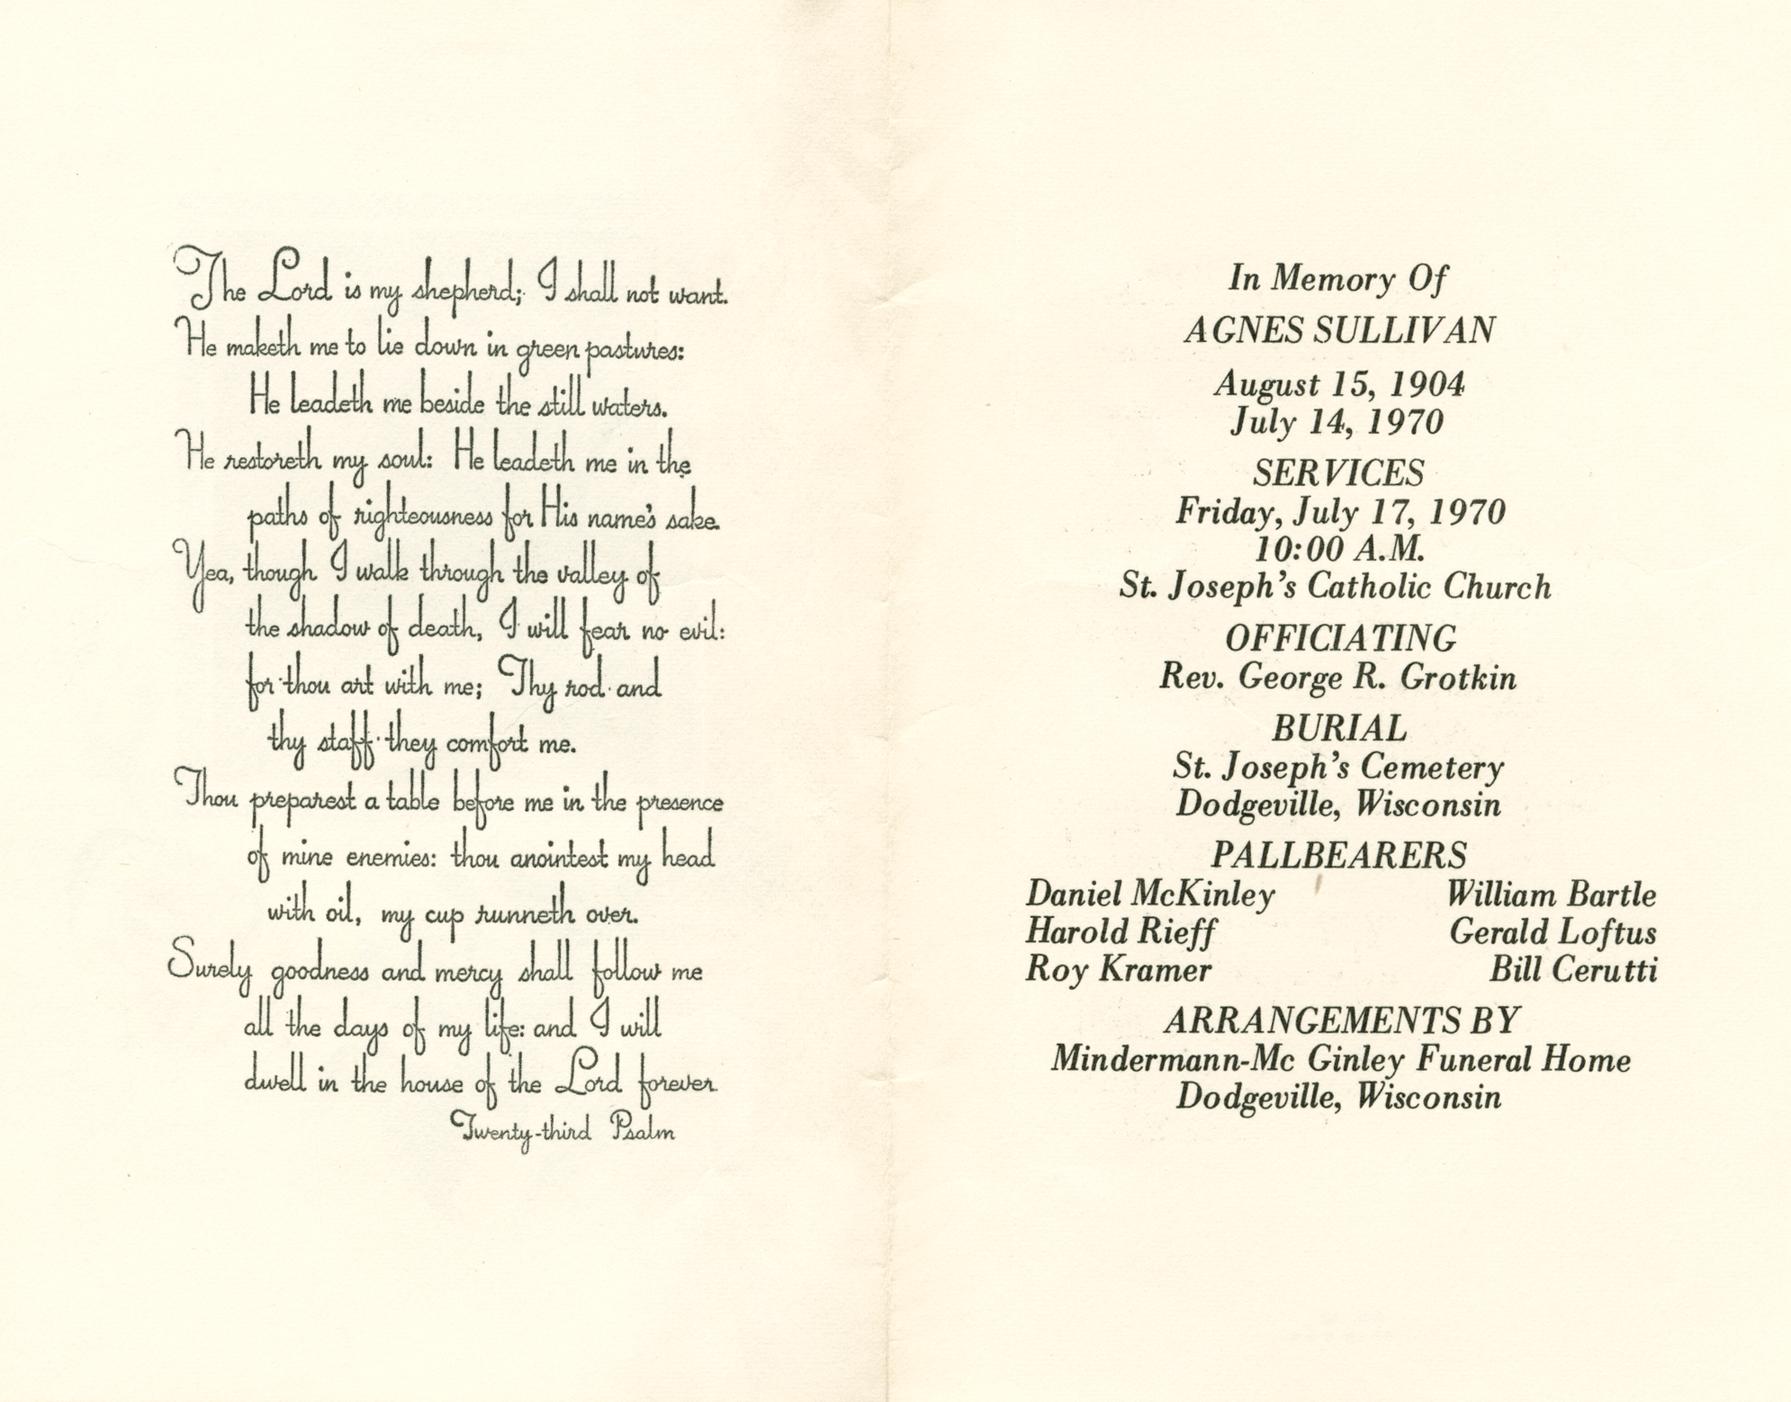 The Lord is my shepherd; I shall not want.
He maketh me to lie down in green pastures:
He leadeth me beside the still waters.
He restoreth my soul: He leadeth me in the
paths of righteousness for His name's sake.
Yea, though I walk through the valley of
the shadow of death, I will fear no evil:
for thou art with me; Thy rod and
thy staff they comfort me.
Thou preparest a table before me in the presence
of mine enemies: thou anointest my head
with oil, my cup runneth over.
Surely goodness and mercy shall follow me
all the days of my life: and I will
dwell in the house of the Lord forever.
Twenty-third Psalm
In Memory Of
AGNES SULLIVAN
August 15, 1904
July 14, 1970
SERVICES
Friday, July 17, 1970
10:00 A.M.
St. Joseph's Catholic Church
OFFICIATING
Rev. George R. Grotkin
BURIAL
St. Joseph's Cemetery
Dodgeville, Wisconsin
PALLBEARERS
Daniel McKinley William Bartle
Harold Rieff Gerald Loftus
Roy Kramer Bill Cerutti
ARRANGEMENTS BY
Mindermann-Mc Ginley Funeral Home
Dodgeville, Wisconsin